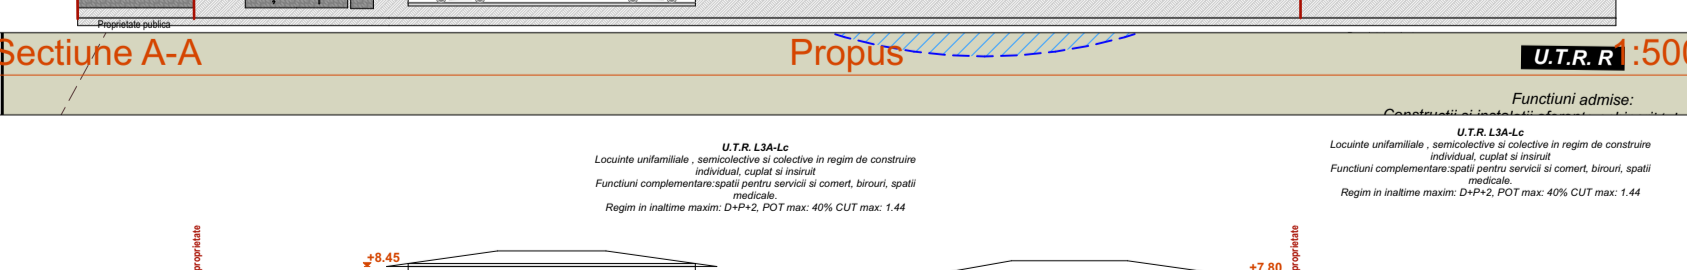 Proprietate publica
Sectiune A-A
Propus
U.T.R. R
1:500
Functiuni admise:
U.T.R. L3A-Lc
Locuinte unifamiliale , semicolective si colective in regim de construire
individual, cuplat si insiruit
Functiuni complementare:spatii pentru servicii si comert, birouri, spatii
medicale.
Regim in inaltime maxim: D+P+2, POT max: 40% CUT max: 1.44
U.T.R. L3A-Lc
Locuinte unifamiliale , semicolective si colective in regim de construire
individual, cuplat si insiruit
Functiuni complementare:spatii pentru servicii si comert, birouri, spatii
medicale.
Regim in inaltime maxim: D+P+2, POT max: 40% CUT max: 1.44
proprietate
+8.45
+7.80
proprietate